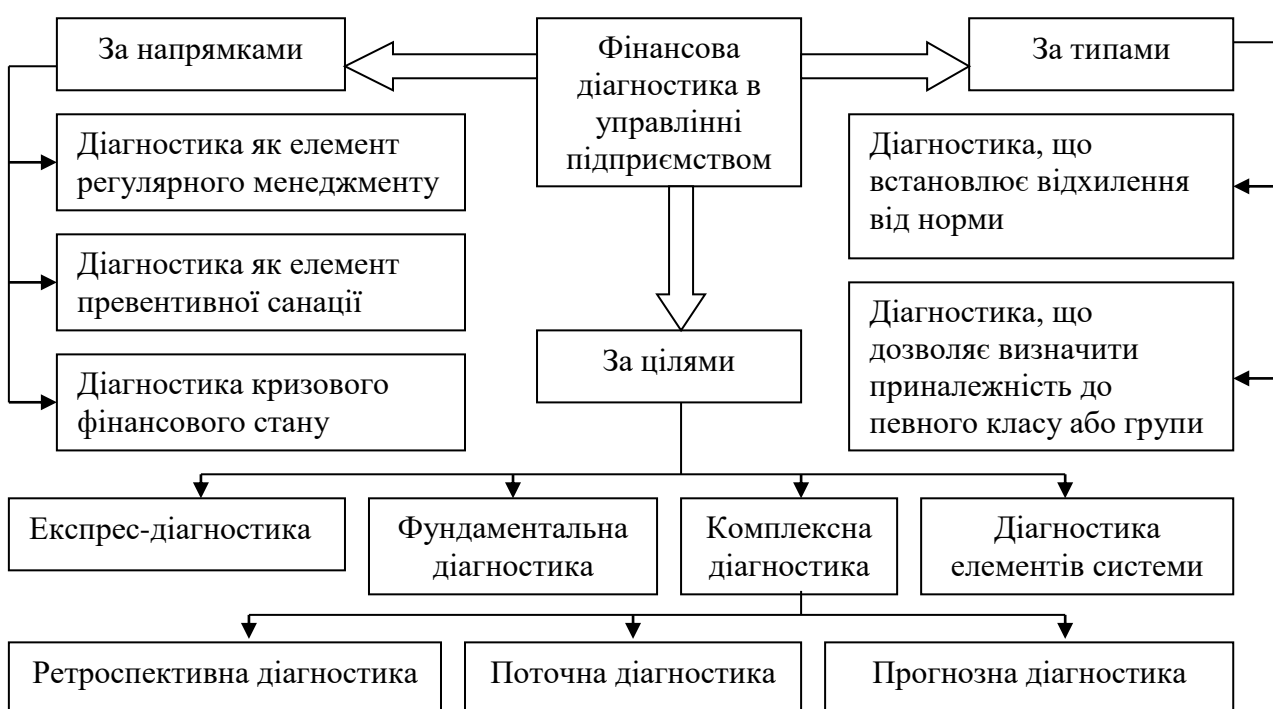 За напрямками
Фінансова
діагностика в
управлінні
підприємством
За типами
Діагностика як елемент
регулярного менеджменту
Діагностика, що
встановлює відхилення
від норми
Діагностика як елемент
превентивної санації
Діагностика, що
дозволяє визначити
приналежність до
певного класу або групи
За цілями
Діагностика кризового
фінансового стану
Експрес-діагностика
Фундаментальна
діагностика
Комплексна
діагностика
Діагностика
елементів системи
Ретроспективна діагностика
Поточна діагностика
Прогнозна діагностика